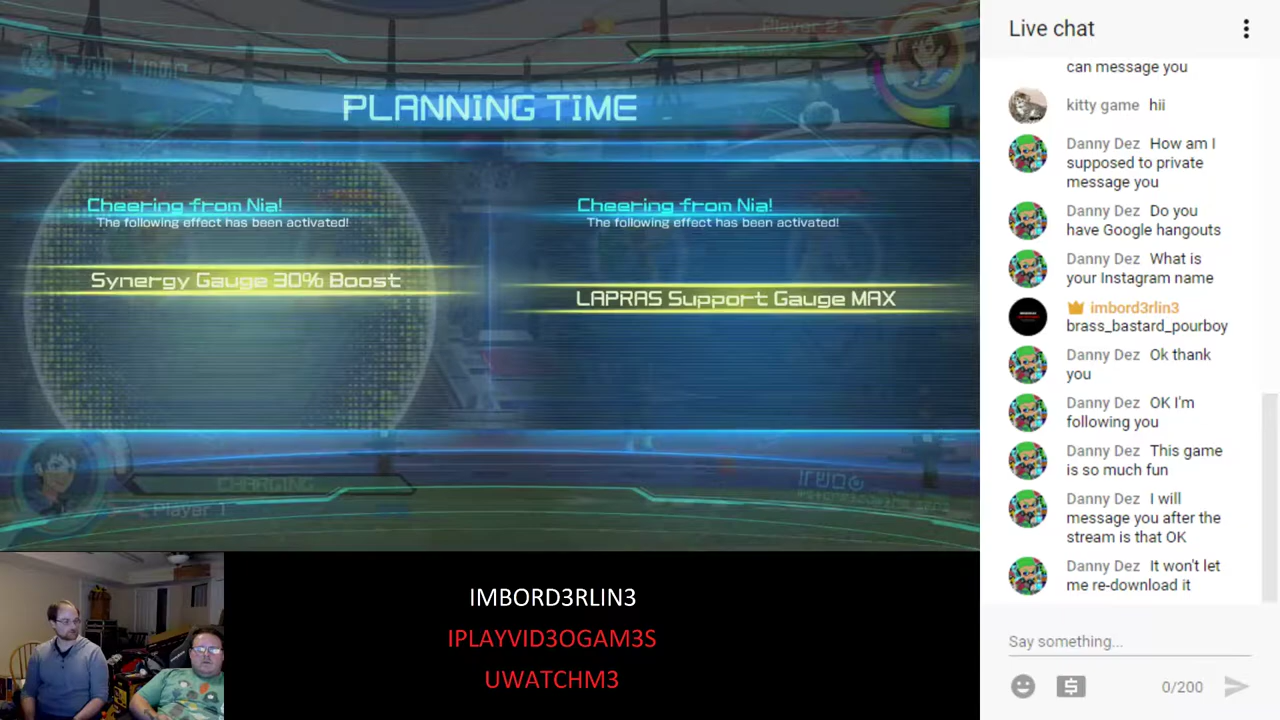 Player 2
PLANNING TIME
Cheering from Nia!
The following effect has been activated!
Synergy Gauge 30% Boost
Cheering from Nia!
The following effect has been activated!
LAPRAS Support Gauge MAX
CHARGING
Player 1
IMBORD3RLIN3
IPLAYVID3OGAM3S
UWATCHM3
Live chat
can message you
kitty game hii
Danny Dez How am I
supposed to private
message you
Danny Dez Do you
have Google hangouts
Danny Dez What is
your Instagram name
imbord3rlin3
brass_bastard_pourboy
Danny Dez Ok thank
you
Danny Dez OK I'm
following you
Danny Dez This game
is so much fun
Danny Dez I will
message you after the
stream is that OK
Danny Dez It won't let
me re-download it
Say something...
0/200